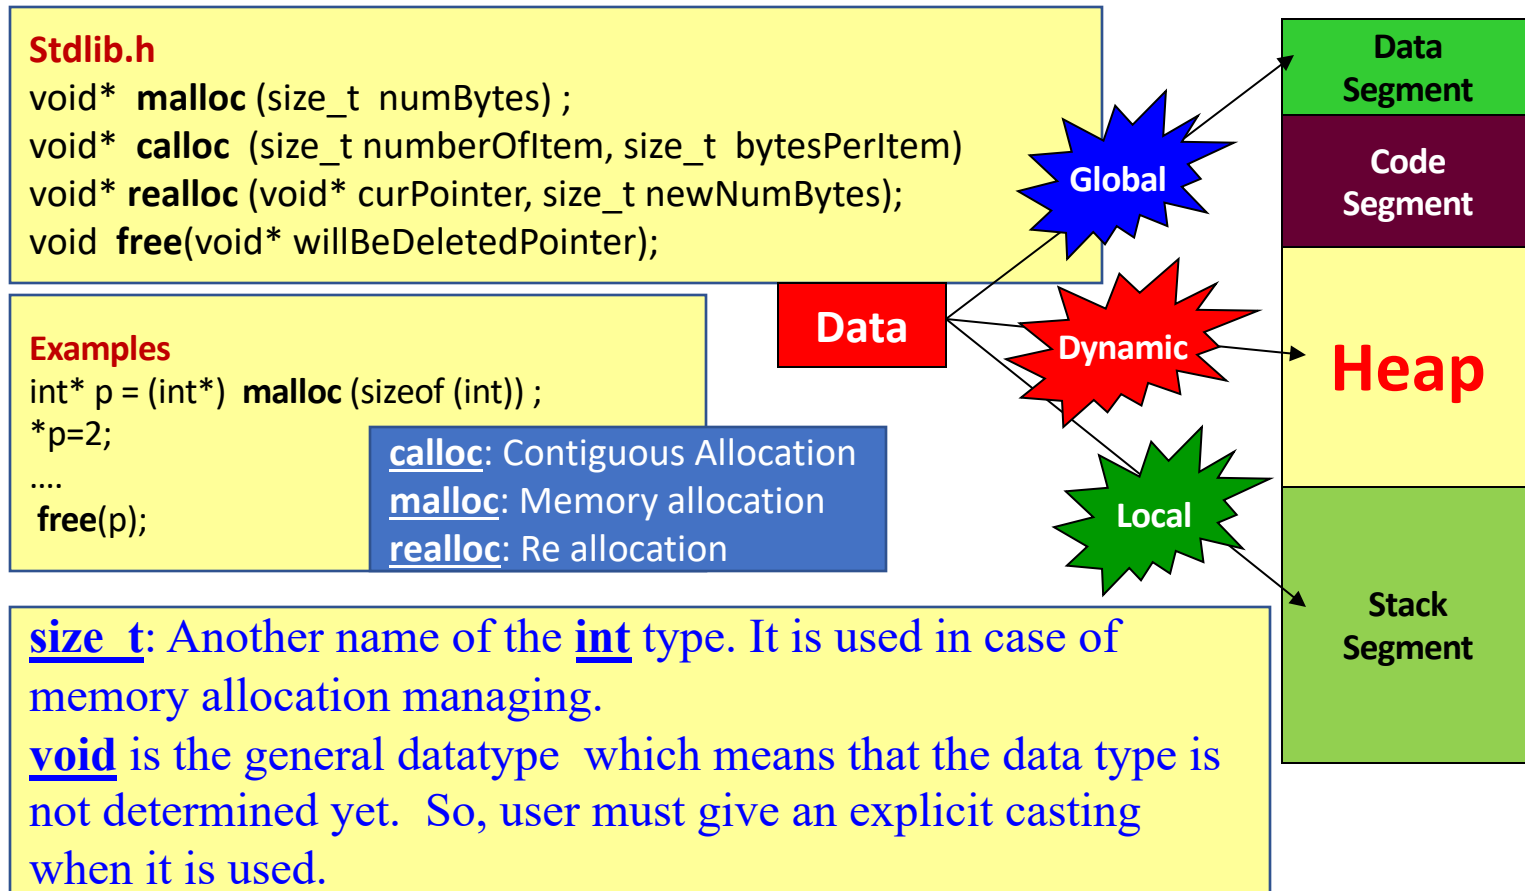 Stdlib.h
void* malloc (size_t numBytes) ;
void* calloc (size_t numberOfItem, size_t bytesPerItem)
void* realloc (void* curPointer, size_t newNumBytes);
void free(void* willBeDeletedPointer);
Examples
int* p = (int*) malloc (sizeof (int)) ;
*p=2;
....
free(p);
calloc: Contiguous Allocation
malloc: Memory allocation
realloc: Re allocation
Data
Global
Dynamic
Local
Data
Segment
Code
Segment
Heap
Stack
Segment
size_t: Another name of the int type. It is used in case of
memory allocation managing.
void is the general datatype which means that the data type is
not determined yet. So, user must give an explicit casting
when it is used.